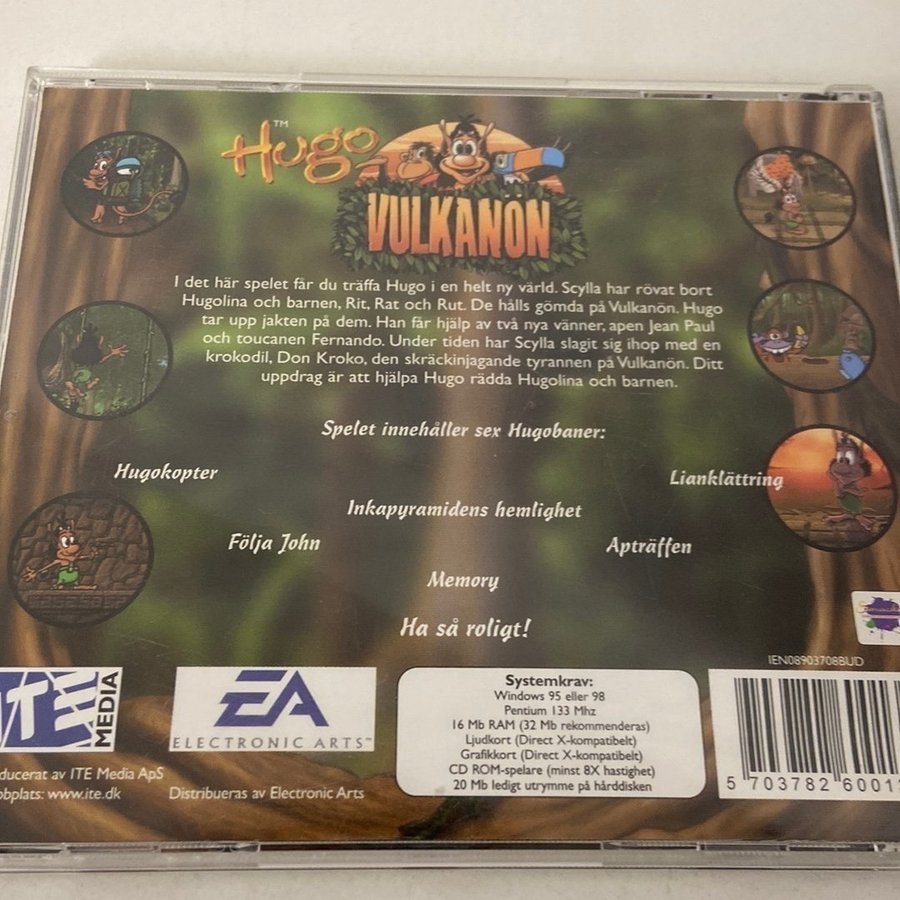 Hugo™
VULKANÖN
I det här spelet får du träffa Hugo i en helt ny värld. Scylla har rövat bort
Hugolina och barnen, Rit, Rat och Rut. De hålls gömda på Vulkanön. Hugo
tar upp jakten på dem. Han får hjälp av två nya vänner, apen Jean Paul
och toucanen Fernando. Under tiden har Scylla slagit sig ihop med en
krokodil, Don Kroko, den skräckinjagande tyrannen på Vulkanön. Ditt
uppdrag är att hjälpa Hugo rädda Hugolina och barnen.
Spelet innehåller sex Hugobaner:
Hugokopter
Lianklättring
Inkapyramidens hemlighet
Följa John
Apträffen
Memory
Ha så roligt!
IEN08903708BUD
ITE MEDIA
EA
ELECTRONIC ARTS™
Systemkrav:
Windows 95 eller 98
Pentium 133 Mhz
16 Mb RAM (32 Mb rekommenderas)
Ljudkort (Direct X-kompatibelt)
Grafikkort (Direct X-kompatibelt)
CD ROM-spelare (minst 8X hastighet)
20 Mb ledigt utrymme på hårddisken
ducerat av ITE Media ApS
bplats: www.ite.dk
Distribueras av Electronic Arts
5 703782 6001